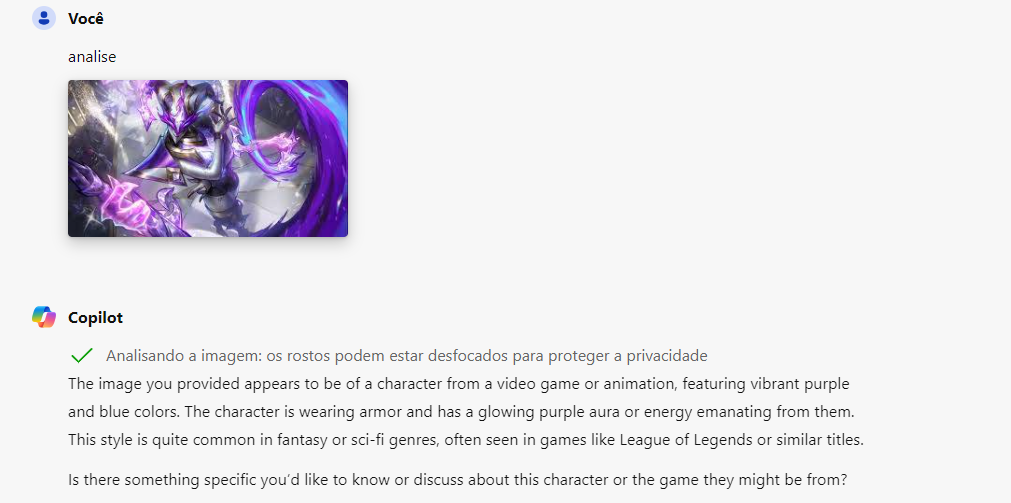 Você
analise
Copilot
Analisando a imagem: os rostos podem estar desfocados para proteger a privacidade
The image you provided appears to be of a character from a video game or animation, featuring vibrant purple
and blue colors. The character is wearing armor and has a glowing purple aura or energy emanating from them.
This style is quite common in fantasy or sci-fi genres, often seen in games like League of Legends or similar titles.
Is there something specific you’d like to know or discuss about this character or the game they might be from?